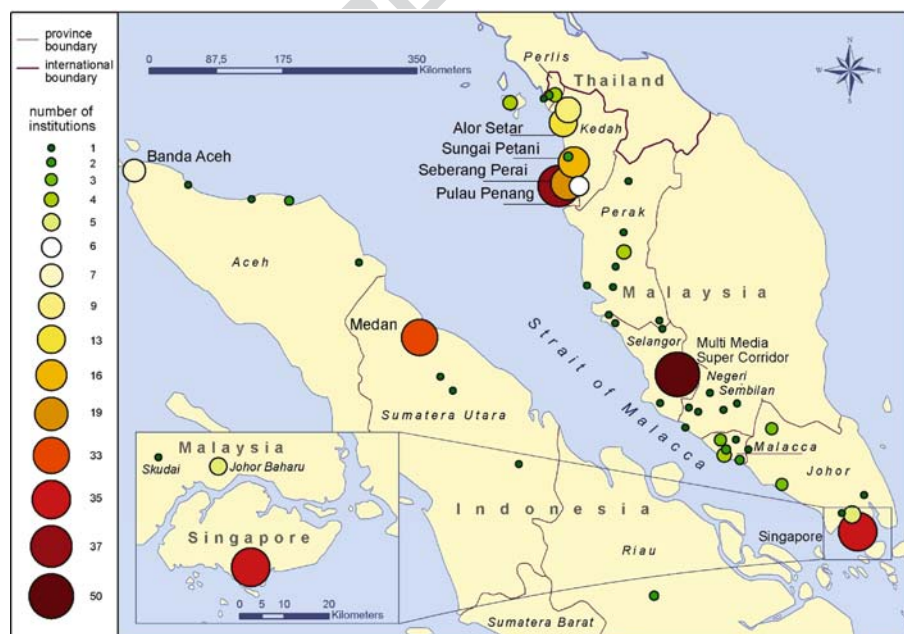 province
boundary
international
boundary
number of
institutions
1
2
3
4
5
6
7
9
13
16
19
33
35
37
50
0 87,5 175 350
Kilometers
N
W E
S
Perlis
Thailand
Alor Setar
Kedah
Sungai Petani
Seberang Perai
Pulau Penang
Banda Aceh
Perak
Aceh
Malaysia
Medan
Selangor
Multi Media
Super Corridor
Negeri
Sembilan
Strait of Malacca
Sumatera Utara
Malacca
Johor
Malaysia
Skudai
Johor Baharu
Singapore
0 5 10 20
Kilometers
Indonesia
Singapore
Riau
Sumatera Barat